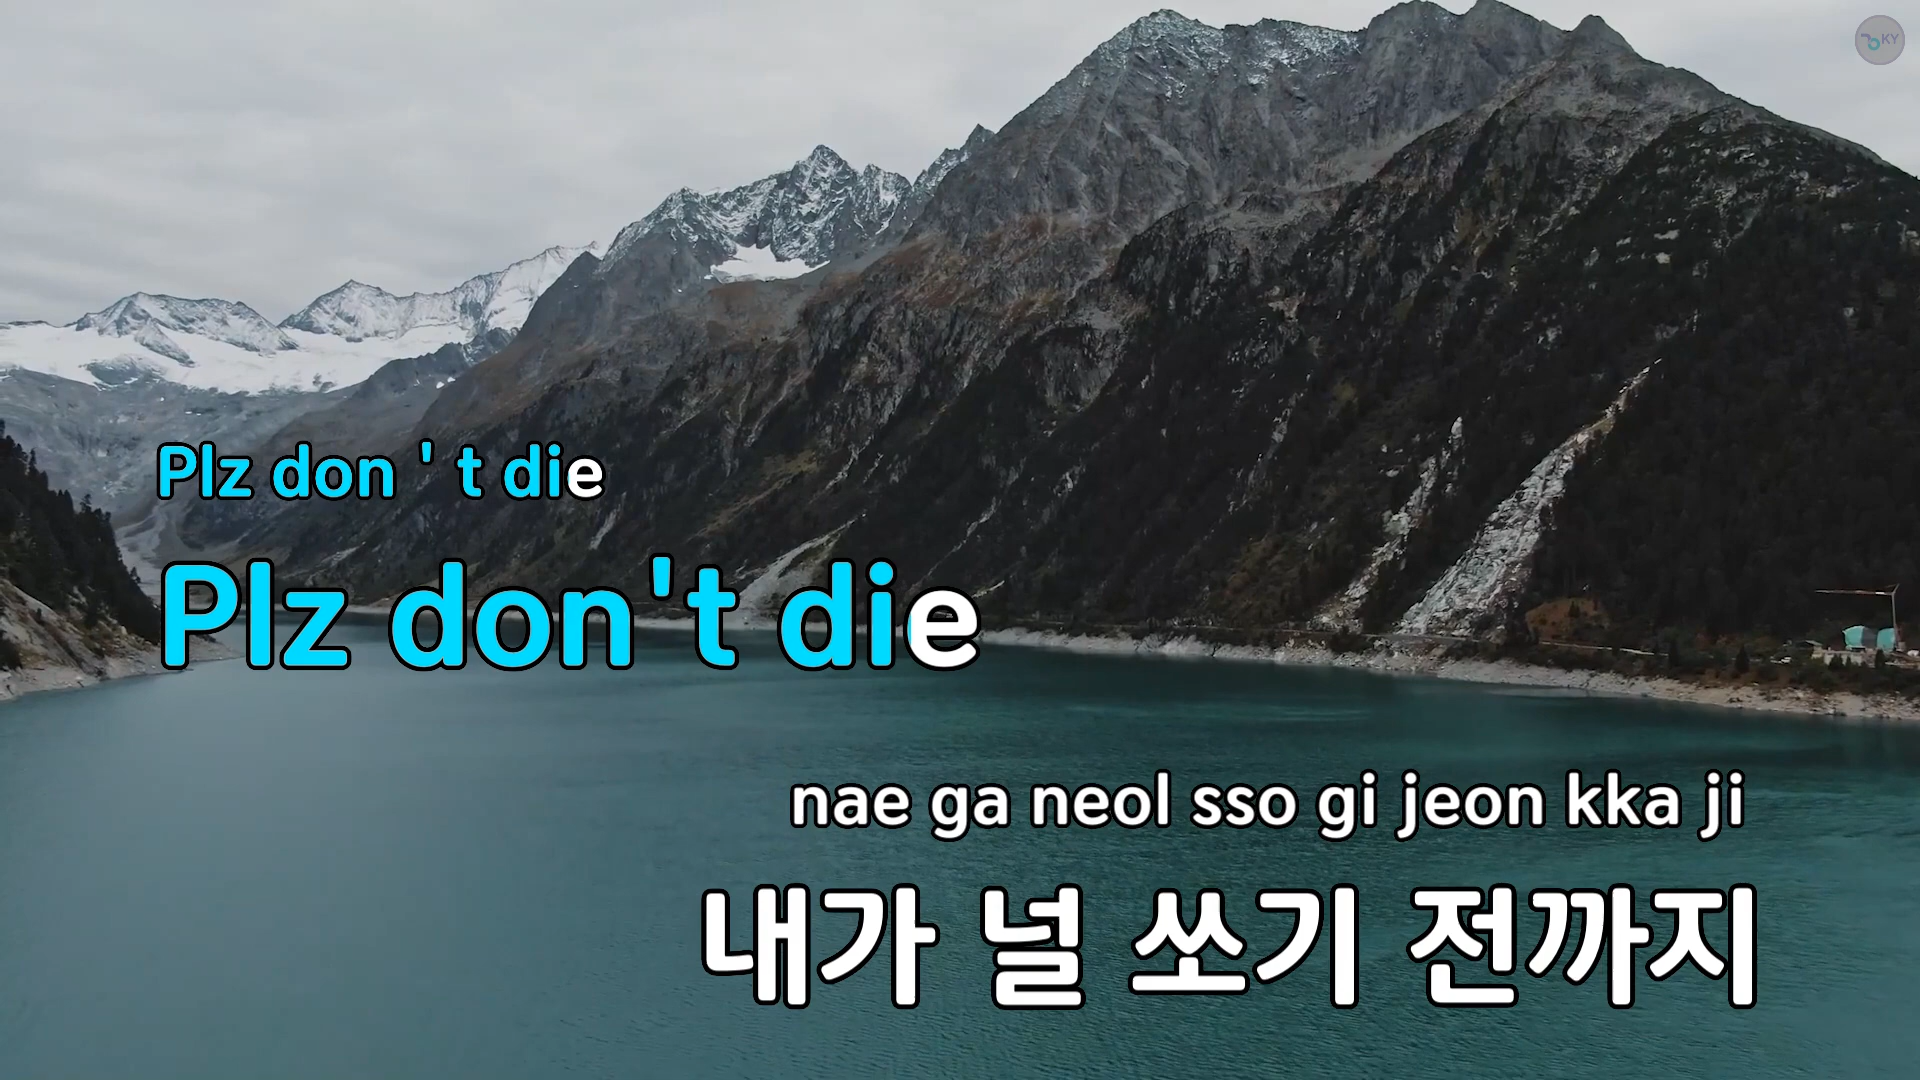 KY
Plz don ' t die
Plz don't die
nae ga neol sso gi jeon kka ji
내가 널 쏘기 전까지